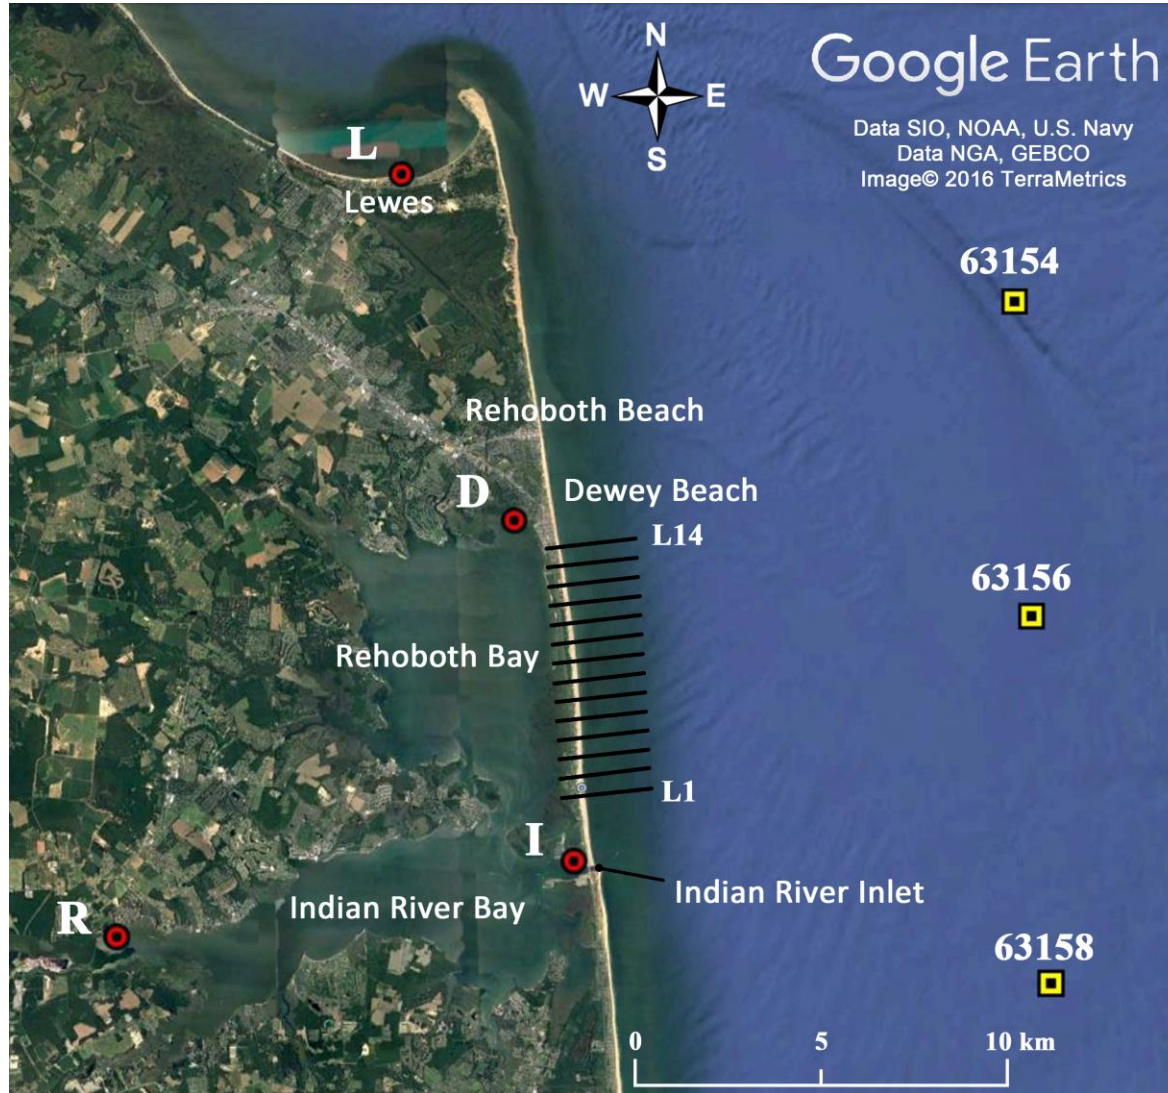 N
W E
S
Google Earth
Data SIO, NOAA, U.S. Navy
Data NGA, GEBCO
Image© 2016 TerraMetrics
L
Lewes
63154
Rehoboth Beach
D
Dewey Beach
L14
63156
Rehoboth Bay
L1
I
Indian River Inlet
Indian River Bay
R
63158
0 5 10 km